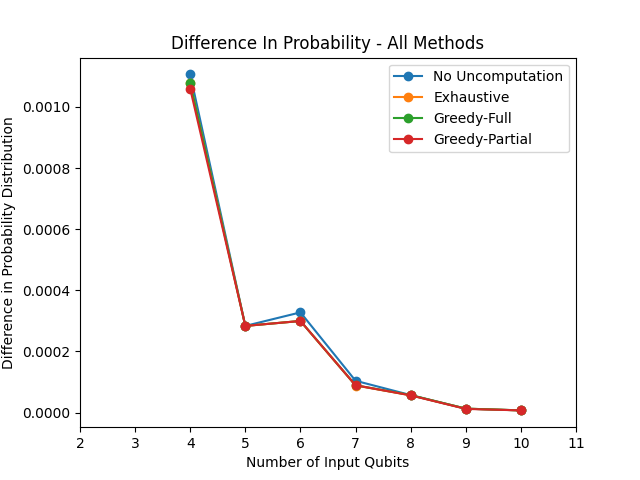 Difference In Probability - All Methods
No Uncomputation
Exhaustive
Greedy-Full
Greedy-Partial
Difference in Probability Distribution
0.0010
0.0008
0.0006
0.0004
0.0002
0.0000
2 3 4 5 6 7 8 9 10 11
Number of Input Qubits